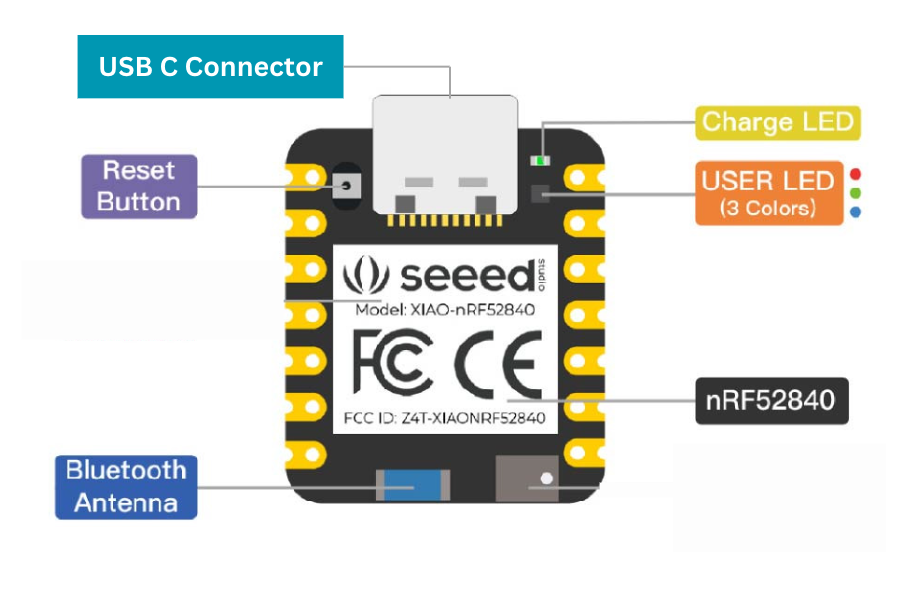 USB C Connector
Charge LED
Reset
Button
USER LED
(3 Colors)
seeed
studio
Model: XIAO-nRF52840
FC CE
FCC ID: Z4T-XIAONRF52840
nRF52840
Bluetooth
Antenna